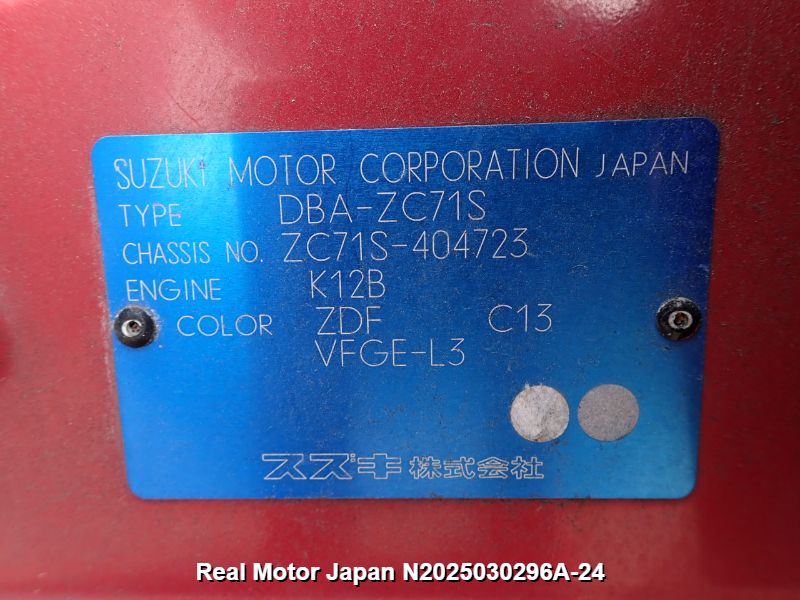 SUZUKI MOTOR CORPORATION JAPAN
TYPE DBA-ZC71S
CHASSIS NO. ZC71S-404723
ENGINE K12B
COLOR ZDF C13
VFGE-L3
スズキ株式会社
Real Motor Japan N2025030296A-24